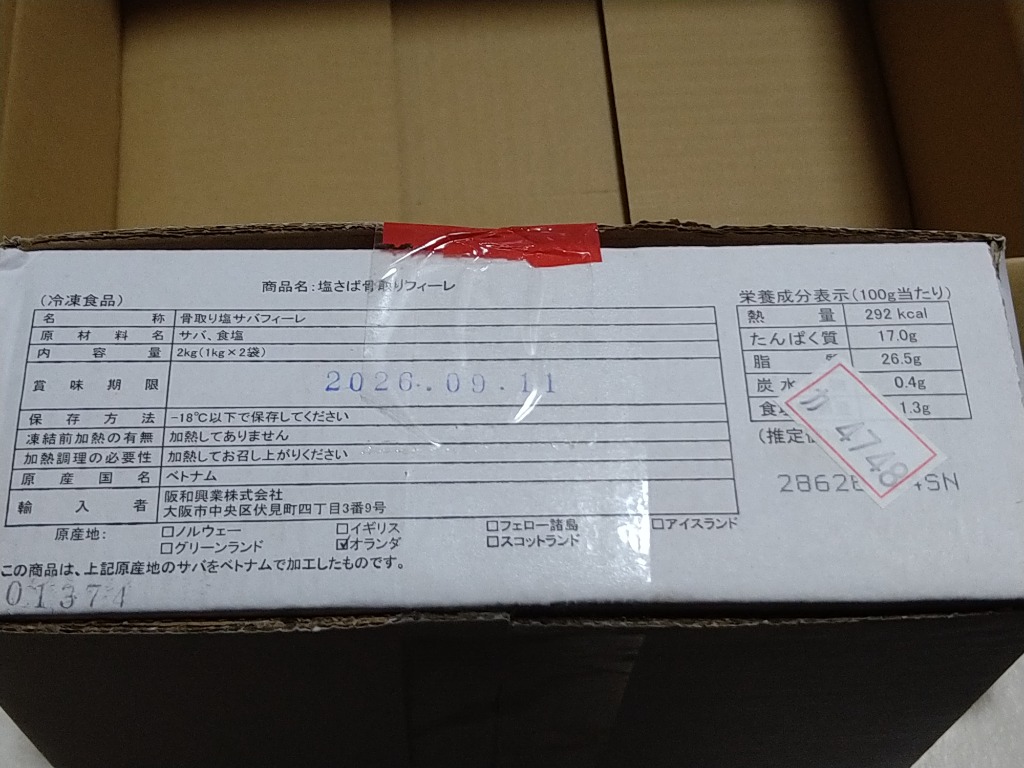 商品名：塩さば骨取りフィーレ
（冷凍食品）
名称 骨取り塩サバフィーレ
原材料名 サバ、食塩
内容量 2kg（1kg×2袋）
賞味期限 2026.09.11
保存方法 -18℃以下で保存してください
凍結前加熱の有無 加熱してありません
加熱調理の必要性 加熱してお召し上がりください
原産国名 ベトナム
輸入者 阪和興業株式会社
大阪市中央区伏見町四丁目3番9号
原産地: □ノルウェー □イギリス □フェロー諸島 □アイスランド
□グリーンランド ☑オランダ □スコットランド
この商品は、上記原産地のサバをベトナムで加工したものです。
01374
栄養成分表示（100g当たり）
熱量 292 kcal
たんぱく質 17.0g
脂 26.5g
炭水 0.4g
食 1.3g
（推定
4748
2862 4SN